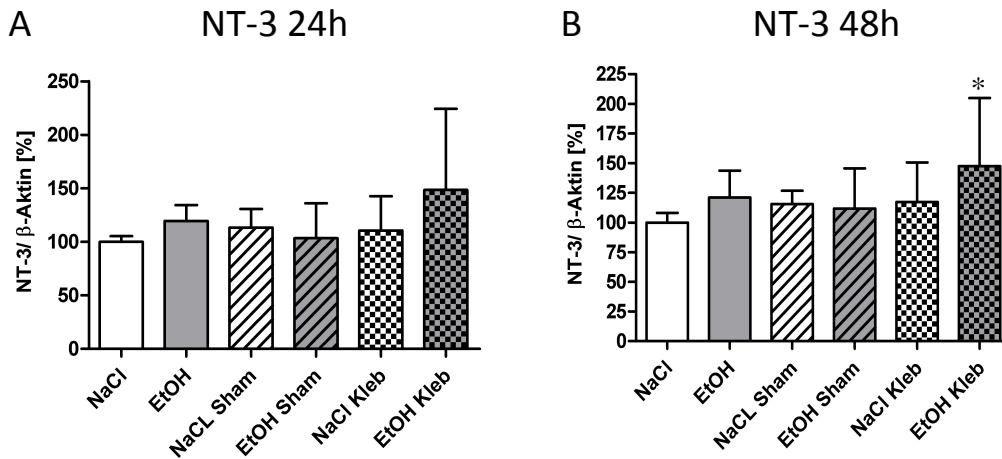 A
NT-3 24h
NT-3/ β-Aktin [%]
250
200
150
100
50
0
NaCl
EtOH
NaCL Sham
EtOH Sham
NaCl Kleb
EtOH Kleb
B
NT-3 48h
NT-3/ β-Aktin [%]
225
200
175
150
125
100
75
50
25
0
*
NaCl
EtOH
NaCL Sham
EtOH Sham
NaCl Kleb
EtOH Kleb